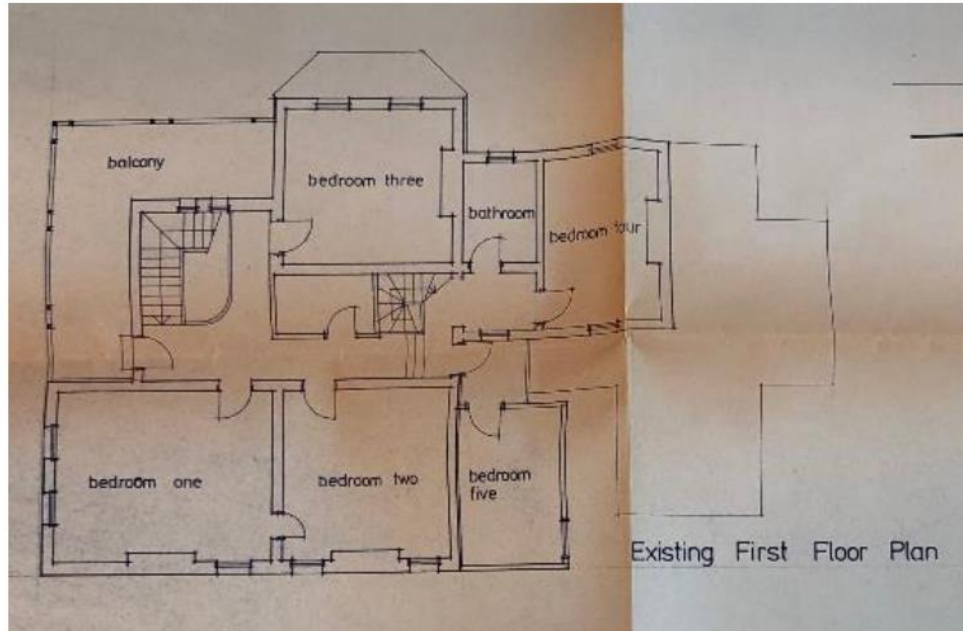 balcony
bedroom three
bathroom
bedroom four
bedroom one
bedroom two
bedroom
five
Existing First Floor Plan